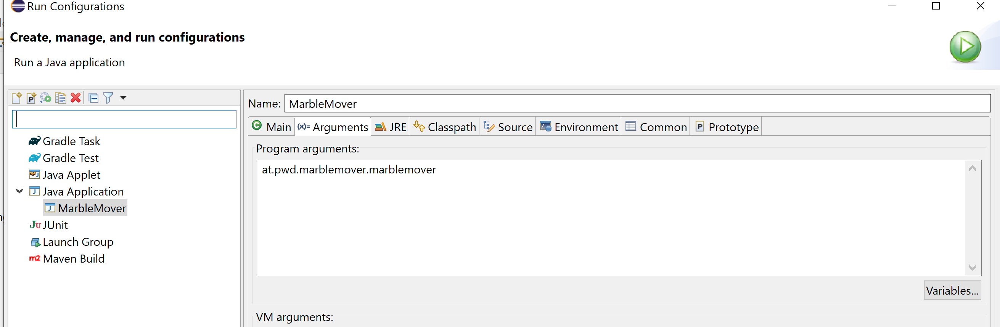 Run Configurations
Create, manage, and run configurations
Run a Java application
Name: MarbleMover
Main (x)= Arguments JRE Classpath Source Environment Common Prototype
Gradle Task
Gradle Test
Java Applet
Java Application
MarbleMover
JUnit
Launch Group
Maven Build
Program arguments:
at.pwd.marblemover.marblemover
Variables...
VM arguments: